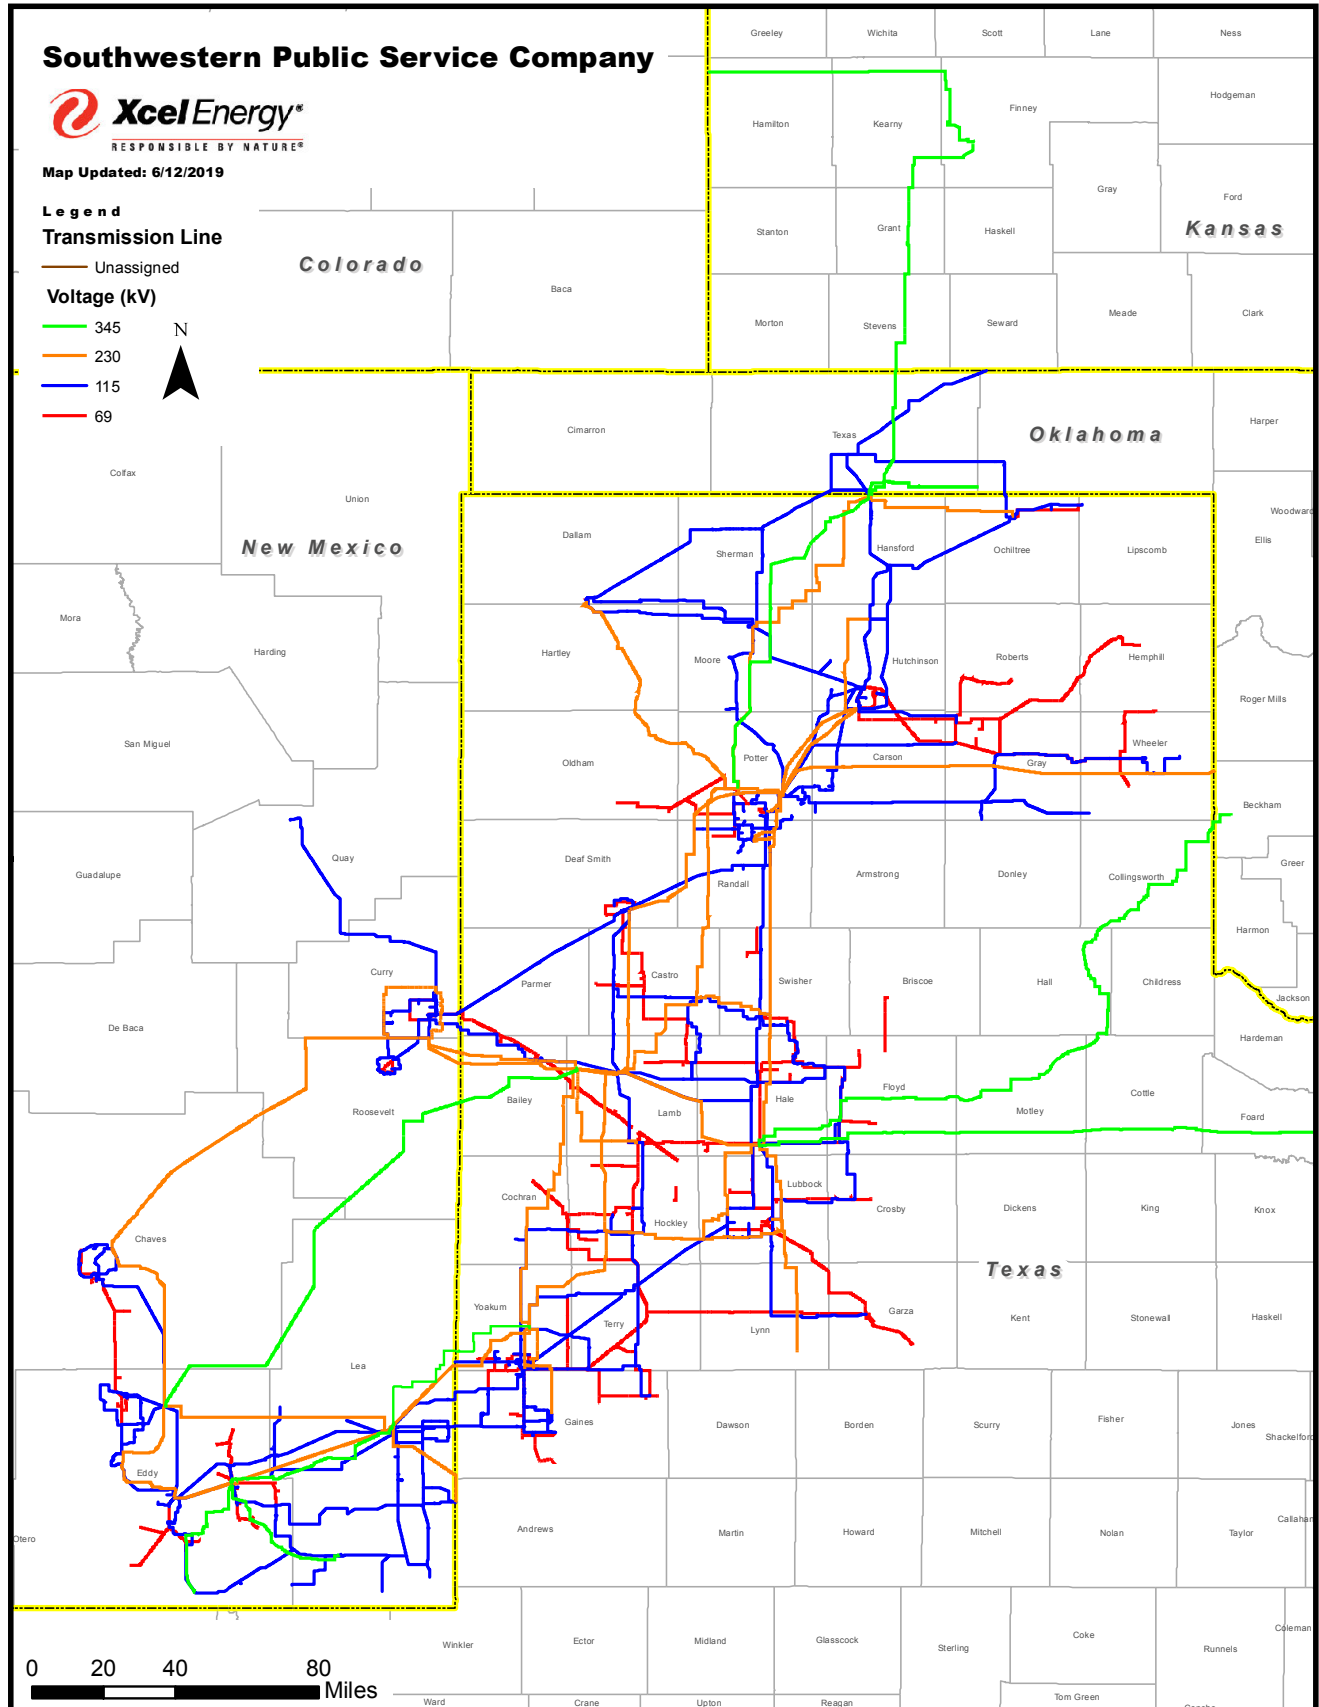 Southwestern Public Service Company
Xcel Energy®
RESPONSIBLE BY NATURE®
Map Updated: 6/12/2019
Legend
Transmission Line
Unassigned
Voltage (kV)
345
230
115
69
N
Greeley
Wichita
Scott
Lane
Ness
Hamilton
Kearny
Finney
Hodgeman
Gray
Ford
Stanton
Grant
Haskell
Kansas
Colorado
Baca
Morton
Stevens
Seward
Meade
Clark
Cimarron
Texas
Oklahoma
Harper
Colfax
Union
New Mexico
Dallam
Sherman
Hansford
Ochiltree
Lipscomb
Woodward
Ellis
Mora
Harding
Hartley
Moore
Hutchinson
Roberts
Hemphill
Roger Mills
San Miguel
Oldham
Potter
Carson
Gray
Wheeler
Beckham
Guadalupe
Quay
Deaf Smith
Randall
Armstrong
Donley
Collingsworth
Greer
Harmon
Curry
Parmer
Castro
Swisher
Briscoe
Hall
Childress
Jackson
De Baca
Hardeman
Roosevelt
Bailey
Lamb
Hale
Floyd
Motley
Cottle
Foard
Cochran
Hockley
Lubbock
Crosby
Dickens
King
Knox
Chaves
Texas
Yoakum
Terry
Lynn
Garza
Kent
Stonewall
Haskell
Lea
Gaines
Dawson
Borden
Scurry
Fisher
Jones
Shackelford
Eddy
Otero
Andrews
Martin
Howard
Mitchell
Nolan
Taylor
Callahan
Winkler
Ector
Midland
Glasscock
Sterling
Coke
Runnels
Coleman
0 20 40 80
Miles
Ward
Crane
Upton
Reagan
Tom Green